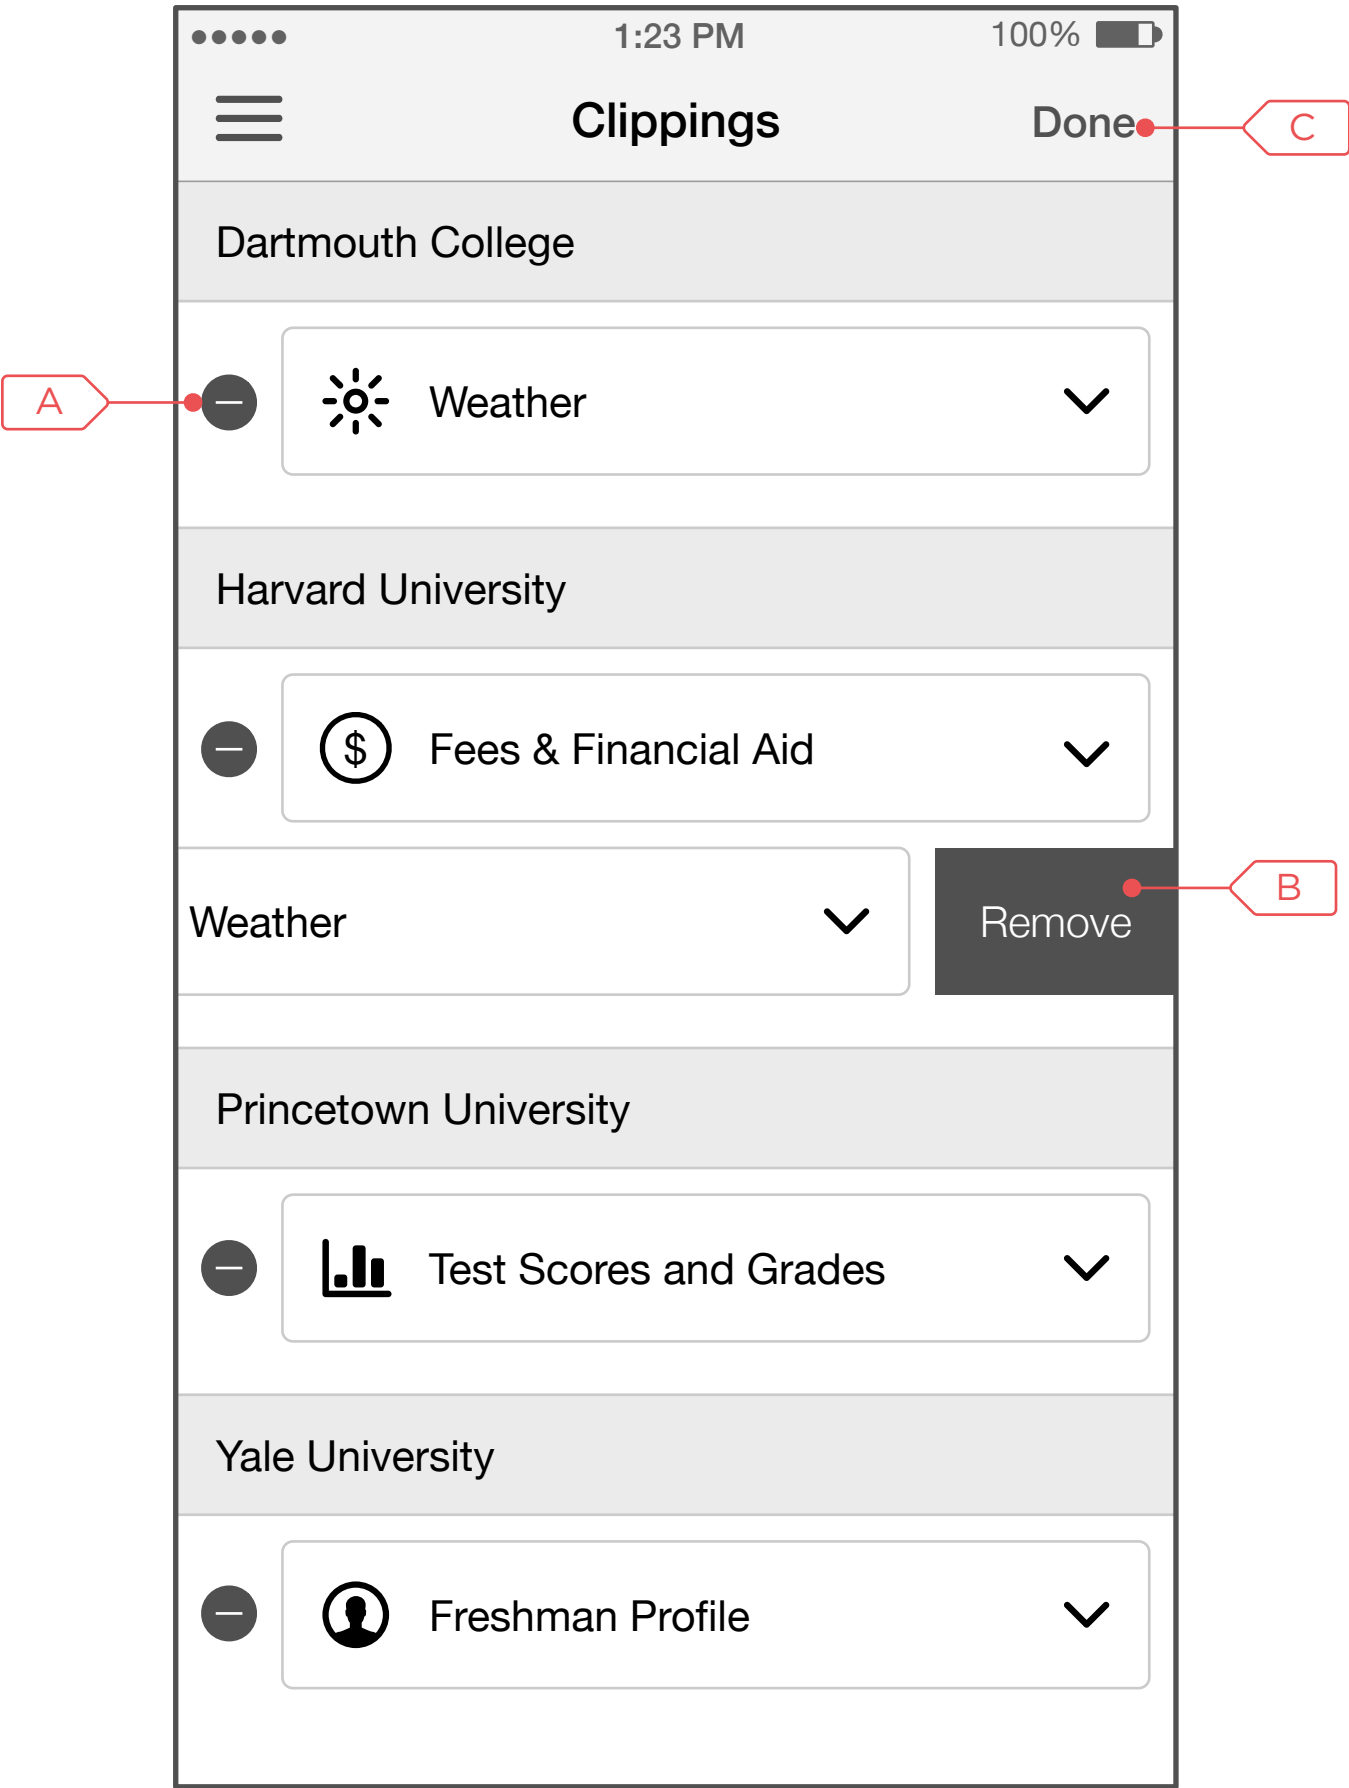 1:23 PM 100%
Clippings Done C
Dartmouth College
A Weather
Harvard University
$ Fees & Financial Aid
Weather Remove B
Princetown University
Test Scores and Grades
Yale University
Freshman Profile